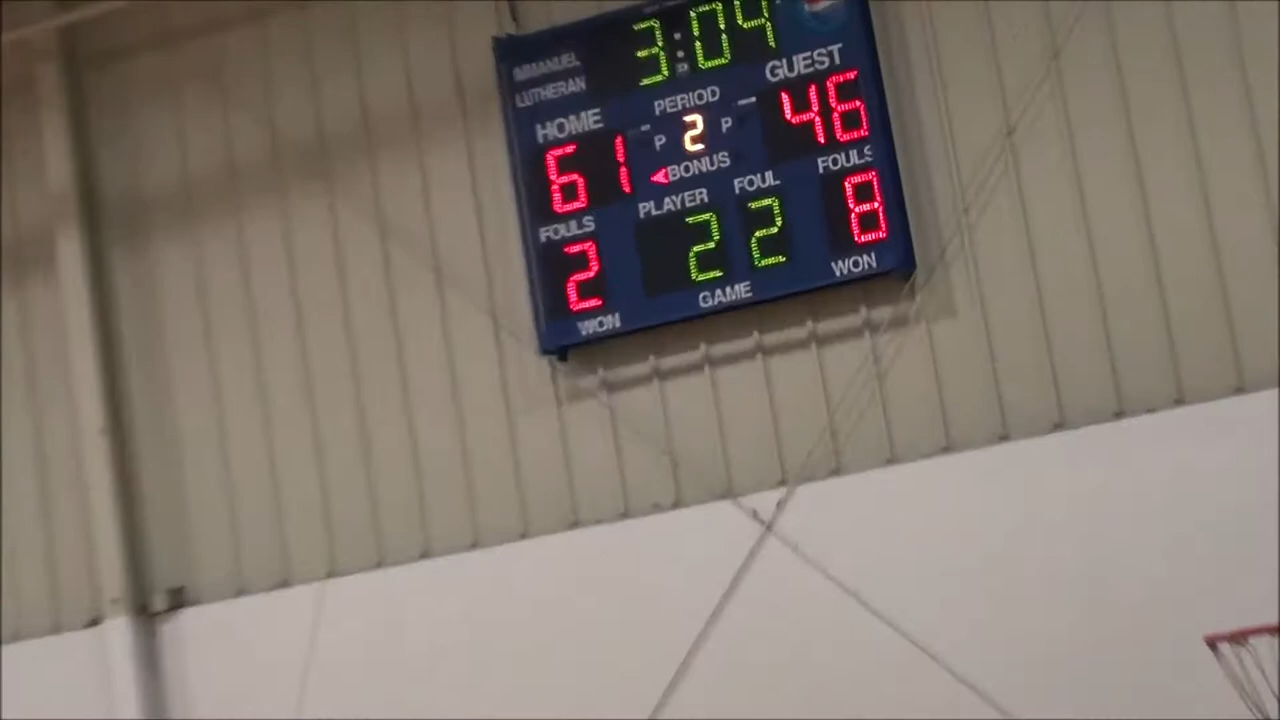 3:04
IMMANUEL
LUTHERAN
HOME PERIOD GUEST
61 P 2 P 46
BONUS
FOULS PLAYER FOUL FOULS
2 22 2 8
WON GAME WON